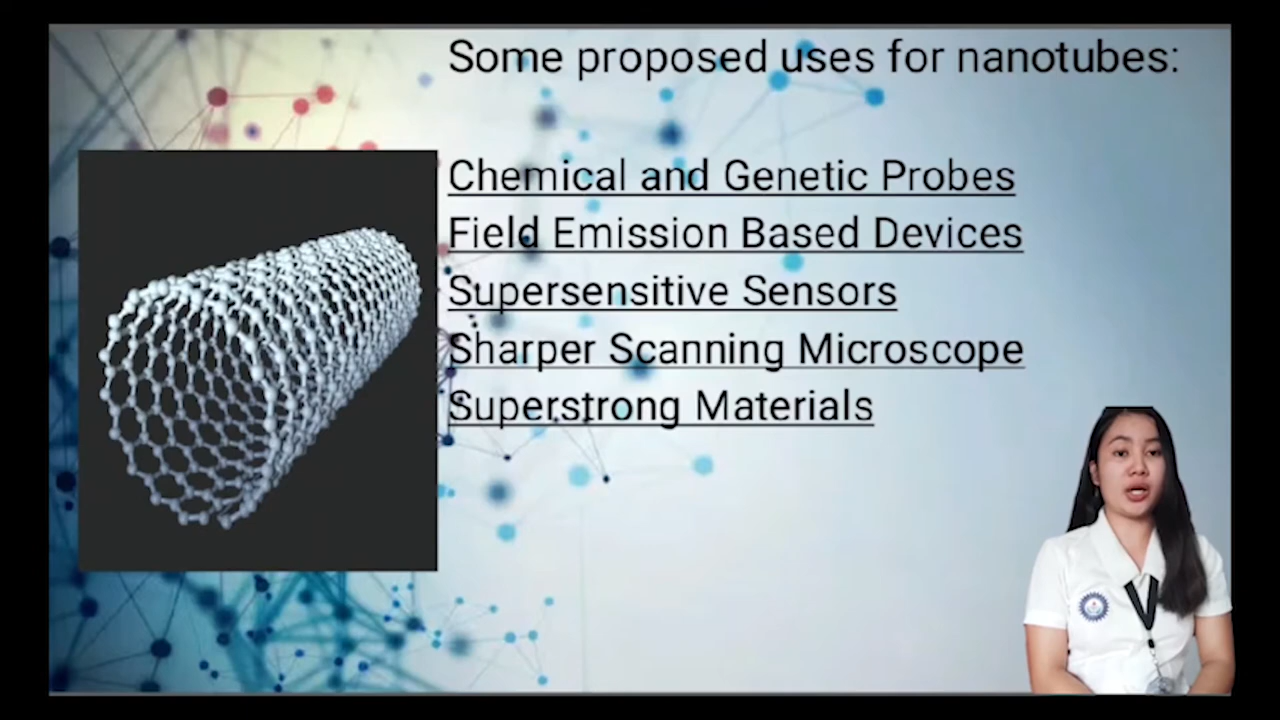 Some proposed uses for nanotubes:
Chemical and Genetic Probes
Field Emission Based Devices
Supersensitive Sensors
Sharper Scanning Microscope
Superstrong Materials